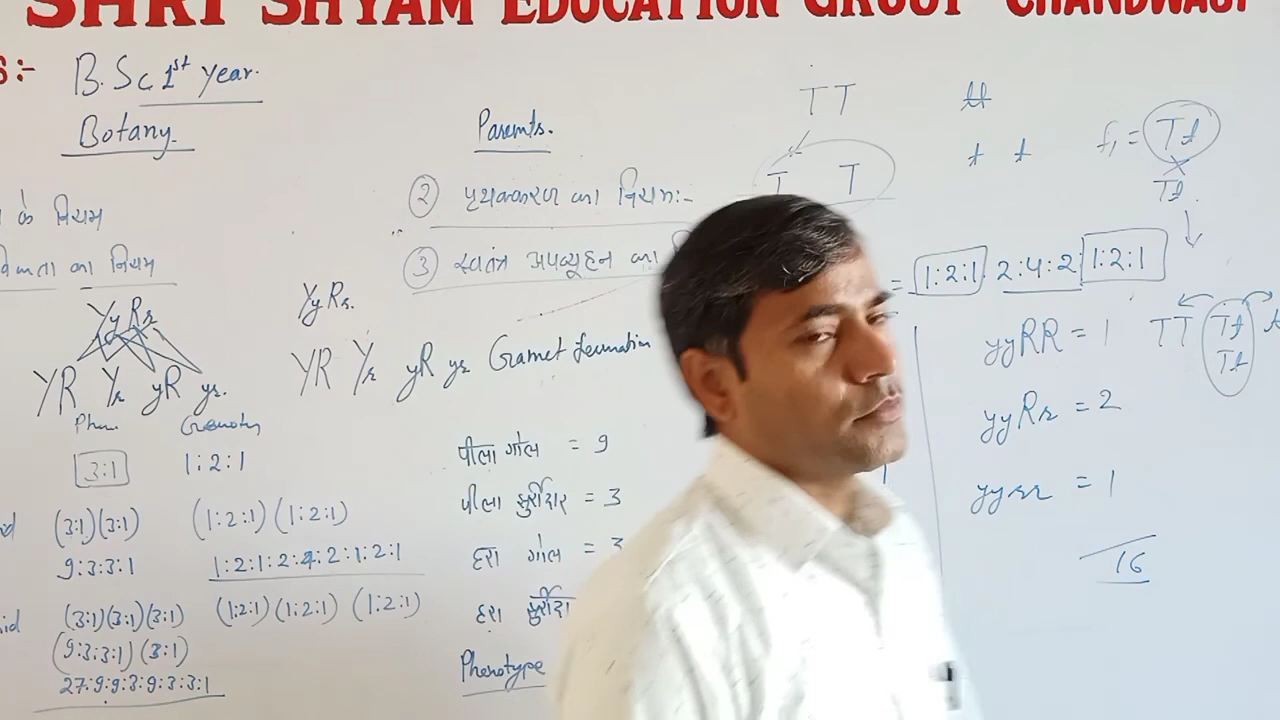 SHRI SHYAM EDUCATION GROUP CHANDWAJI
S:- B.Sc 1st Year.
Botany
के नियम
का नियम
YyRr
YR Yr yR yr.
Phen. Genoty
3:1 1:2:1
(3:1)(3:1) (1:2:1)(1:2:1)
9:3:3:1 1:2:1:2:4:2:1:2:1
(3:1)(3:1)(3:1) (1:2:1)(1:2:1)(1:2:1)
(9:3:3:1)(3:1)
27:9:9:3:9:3:3:1
Parents.
② पृथक्करण का नियम:-
③ स्वतंत्र अपव्यूहन का
YyRr.
YR Yr yR yr Gamet formation
पीला गोल = 9
पीला झुर्रीदार = 3
हरा गोल = 3
हरा
Phenotype
TT tt
T T t t
f1 = Tt
×
Tt.
= 1:2:1 2:4:2 1:2:1
yyRR = 1
yyRr = 2
yyrr = 1
16
TT Tt
Tt